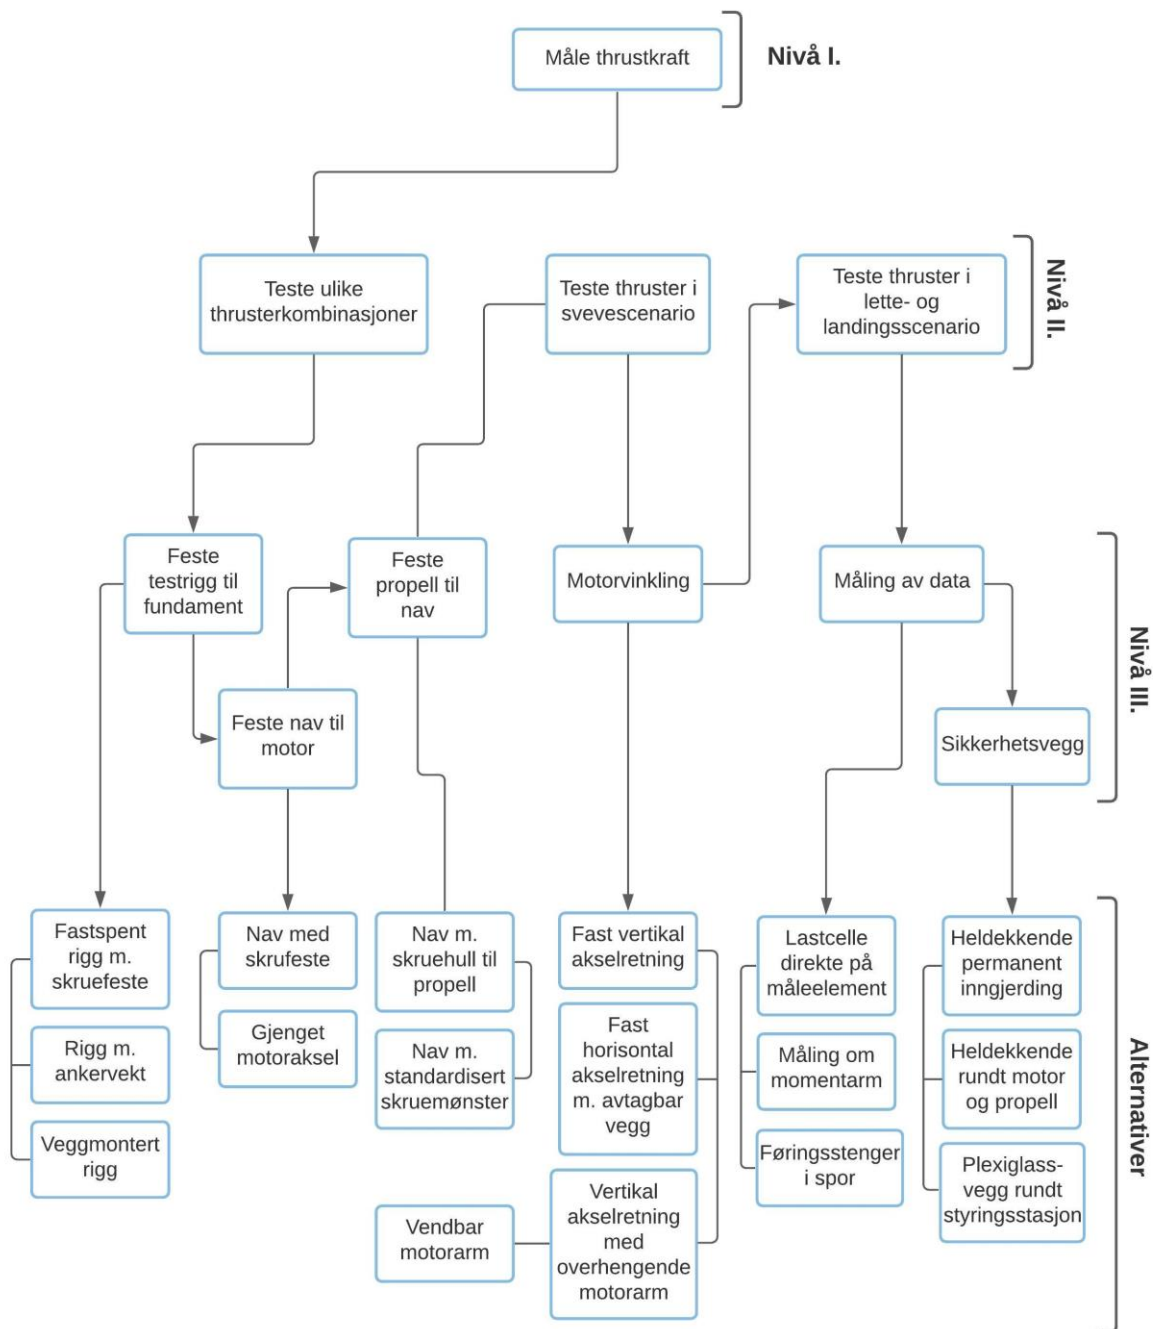 Måle thrustkraft
Nivå I.
Teste ulike
thrusterkombinasjoner
Teste thruster i
svevescenario
Teste thruster i
lette- og
landingsscenario
Nivå II.
Feste
testrigg til
fundament
Feste
propell til
nav
Motorvinkling
Måling av data
Feste nav til
motor
Sikkerhetsvegg
Nivå III.
Fastspent
rigg m.
skruefeste
Rigg m.
ankervekt
Veggmontert
rigg
Nav med
skrufeste
Gjenget
motoraksel
Nav m.
skruehull til
propell
Nav m.
standardisert
skruemønster
Fast vertikal
akselretning
Fast
horisontal
akselretning
m. avtagbar
vegg
Vertikal
akselretning
med
overhengende
motorarm
Vendbar
motorarm
Lastcelle
direkte på
måleelement
Måling om
momentarm
Føringsstenger
i spor
Heldekkende
permanent
inngjerding
Heldekkende
rundt motor
og propell
Plexiglass-
vegg rundt
styringsstasjon
Alternativer